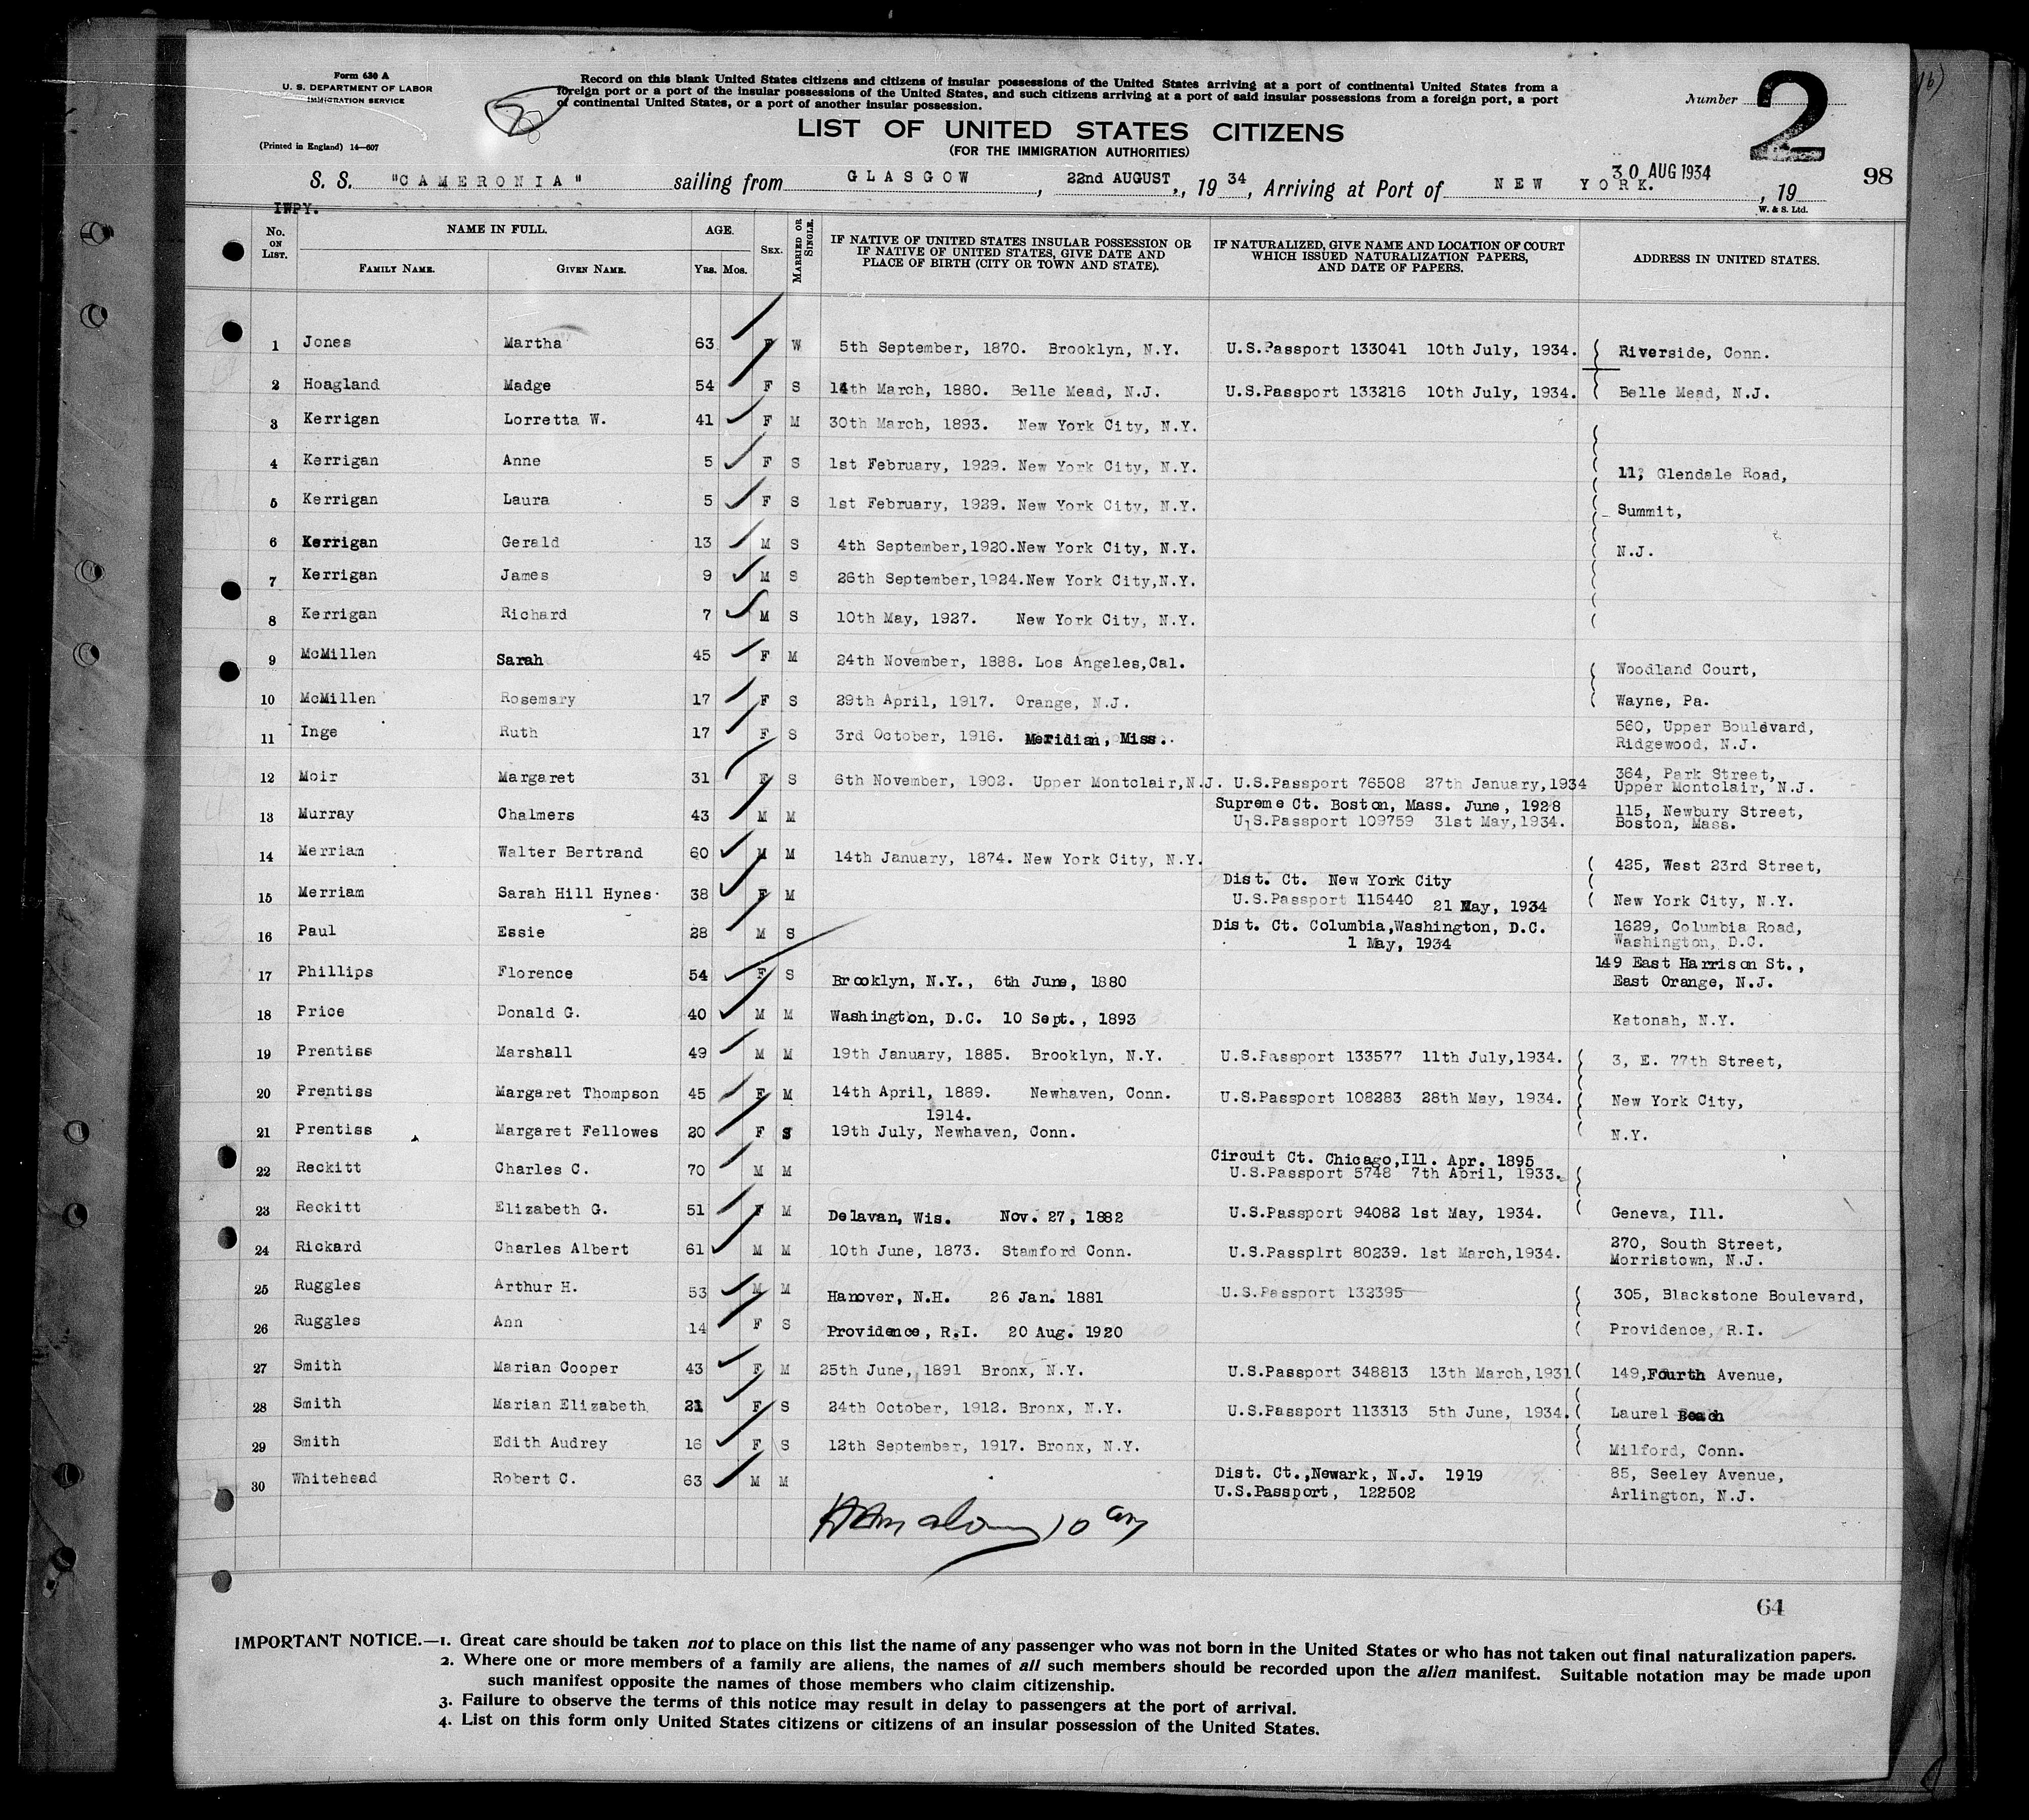 Form 630 A
U. S. DEPARTMENT OF LABOR
IMMIGRATION SERVICE
(Printed in England) 14—607
Record on this blank United States citizens and citizens of insular possessions of the United States arriving at a port of continental United States from a
foreign port or a port of the insular possessions of the United States, and such citizens arriving at a port of said insular possessions from a foreign port, a port
of continental United States, or a port of another insular possession.
Number 2
LIST OF UNITED STATES CITIZENS
(FOR THE IMMIGRATION AUTHORITIES)
30 AUG 1934
98
S. S. "CAMERONIA" sailing from GLASGOW, 22nd AUGUST., 19 34, Arriving at Port of NEW YORK., 19
W. & S. Ltd.
No. ON LIST. NAME IN FULL. FAMILY NAME. GIVEN NAME. AGE. YRS. MOS. SEX. MARRIED OR SINGLE. IF NATIVE OF UNITED STATES INSULAR POSSESSION OR IF NATIVE OF UNITED STATES, GIVE DATE AND PLACE OF BIRTH (CITY OR TOWN AND STATE). IF NATURALIZED, GIVE NAME AND LOCATION OF COURT WHICH ISSUED NATURALIZATION PAPERS, AND DATE OF PAPERS. ADDRESS IN UNITED STATES.
1 Jones Martha 63 F W 5th September, 1870. Brooklyn, N.Y. U.S.Passport 133041 10th July, 1934. Riverside, Conn.
2 Hoagland Madge 54 F S 14th March, 1880. Belle Mead, N.J. U.S.Passport 133216 10th July, 1934. Belle Mead, N.J.
3 Kerrigan Lorretta W. 41 F M 30th March, 1893. New York City, N.Y.
4 Kerrigan Anne 5 F S 1st February, 1929. New York City, N.Y. 11, Glendale Road,
5 Kerrigan Laura 5 F S 1st February, 1929. New York City, N.Y. Summit,
6 Kerrigan Gerald 13 M S 4th September,1920.New York City, N.Y. N.J.
7 Kerrigan James 9 M S 26th September,1924.New York City,N.Y.
8 Kerrigan Richard 7 M S 10th May, 1927. New York City, N.Y.
9 McMillen Sarah 45 F M 24th November, 1888. Los Angeles,Cal. Woodland Court,
10 McMillen Rosemary 17 F S 29th April, 1917. Orange, N.J. Wayne, Pa.
11 Inge Ruth 17 F S 3rd October, 1916. Meridian, Miss. 560, Upper Boulevard,
Ridgewood, N.J.
12 Moir Margaret 31 F S 6th November, 1902. Upper Montclair,N.J. U.S.Passport 76508 27th January,1934 364, Park Street,
Upper Montclair, N.J.
13 Murray Chalmers 43 M M Supreme Ct. Boston, Mass. June, 1928 115, Newbury Street,
U.S.Passport 109759 31st May,1934. Boston, Mass.
14 Merriam Walter Bertrand 60 M M 14th January, 1874. New York City, N.Y. 425, West 23rd Street,
15 Merriam Sarah Hill Hynes 38 F M Dist. Ct. New York City
U.S.Passport 115440 21 May, 1934 New York City, N.Y.
16 Paul Essie 28 M S Dist. Ct. Columbia,Washington, D.C. 1629, Columbia Road,
1 May, 1934 Washington, D.C.
17 Phillips Florence 54 F S Brooklyn, N.Y., 6th June, 1880 149 East Harrison St.,
East Orange, N.J.
18 Price Donald G. 40 M M Washington, D.C. 10 Sept., 1893 Katonah, N.Y.
19 Prentiss Marshall 49 M M 19th January, 1885. Brooklyn, N.Y. U.S.Passport 133577 11th July,1934. 3, E. 77th Street,
20 Prentiss Margaret Thompson 45 F M 14th April, 1889. Newhaven, Conn. U.S.Passport 108283 28th May, 1934. New York City,
1914.
21 Prentiss Margaret Fellowes 20 F S 19th July, Newhaven, Conn. N.Y.
22 Reckitt Charles C. 70 M M Circuit Ct. Chicago,Ill. Apr. 1895
U.S.Passport 5748 7th April, 1933.
23 Reckitt Elizabeth G. 51 F M Delavan, Wis. Nov. 27, 1882 U.S.Passport 94082 1st May, 1934. Geneva, Ill.
24 Rickard Charles Albert 61 M M 10th June, 1873. Stamford Conn. U.S.Passplrt 80239. 1st March,1934. 270, South Street,
Morristown, N.J.
25 Ruggles Arthur H. 53 M M Hanover, N.H. 26 Jan. 1881 U.S.Passport 132395 305, Blackstone Boulevard,
26 Ruggles Ann 14 F S Providence, R.I. 20 Aug. 1920 Providence, R.I.
27 Smith Marian Cooper 43 F M 25th June, 1891 Bronx, N.Y. U.S.Passport 348813 13th March,1931 149,Fourth Avenue,
28 Smith Marian Elizabeth 21 F S 24th October, 1912. Bronx, N.Y. U.S.Passport 113313 5th June, 1934. Laurel Beach
29 Smith Edith Audrey 16 F S 12th September, 1917. Bronx, N.Y. Milford, Conn.
30 Whitehead Robert C. 63 M M Dist. Ct.,Newark, N.J. 1919 85, Seeley Avenue,
U.S.Passport, 122502 Arlington, N.J.
64
IMPORTANT NOTICE.—1. Great care should be taken not to place on this list the name of any passenger who was not born in the United States or who has not taken out final naturalization papers.
2. Where one or more members of a family are aliens, the names of all such members should be recorded upon the alien manifest. Suitable notation may be made upon
such manifest opposite the names of those members who claim citizenship.
3. Failure to observe the terms of this notice may result in delay to passengers at the port of arrival.
4. List on this form only United States citizens or citizens of an insular possession of the United States.